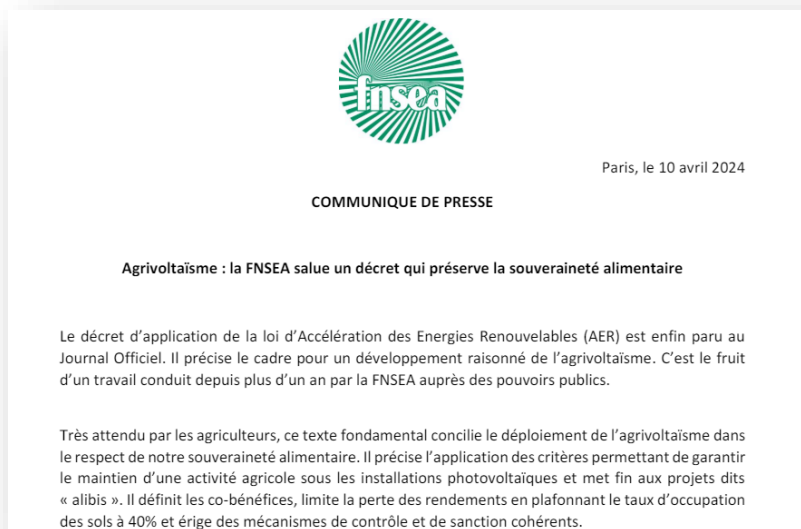 fnsea
Paris, le 10 avril 2024
COMMUNIQUE DE PRESSE
Agrivoltaïsme : la FNSEA salue un décret qui préserve la souveraineté alimentaire
Le décret d’application de la loi d’Accélération des Energies Renouvelables (AER) est enfin paru au
Journal Officiel. Il précise le cadre pour un développement raisonné de l’agrivoltaïsme. C’est le fruit
d’un travail conduit depuis plus d’un an par la FNSEA auprès des pouvoirs publics.
Très attendu par les agriculteurs, ce texte fondamental concilie le déploiement de l’agrivoltaïsme dans
le respect de notre souveraineté alimentaire. Il précise l’application des critères permettant de garantir
le maintien d’une activité agricole sous les installations photovoltaïques et met fin aux projets dits
« alibis ». Il définit les co-bénéfices, limite la perte des rendements en plafonnant le taux d’occupation
des sols à 40% et érige des mécanismes de contrôle et de sanction cohérents.